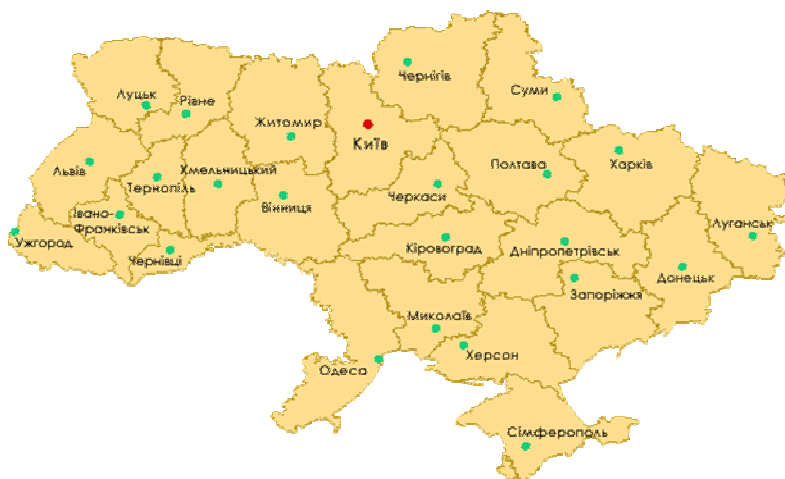 Чернігів
Суми
Луцьк
Рівне
Житомир
Київ
Львів
Тернопіль
Хмельницький
Вінниця
Черкаси
Полтава
Харків
Івано-
Франківськ
Ужгород
Чернівці
Кіровоград
Дніпропетрівськ
Луганськ
Донецьк
Запоріжжя
Миколаїв
Херсон
Одеса
Сімферополь